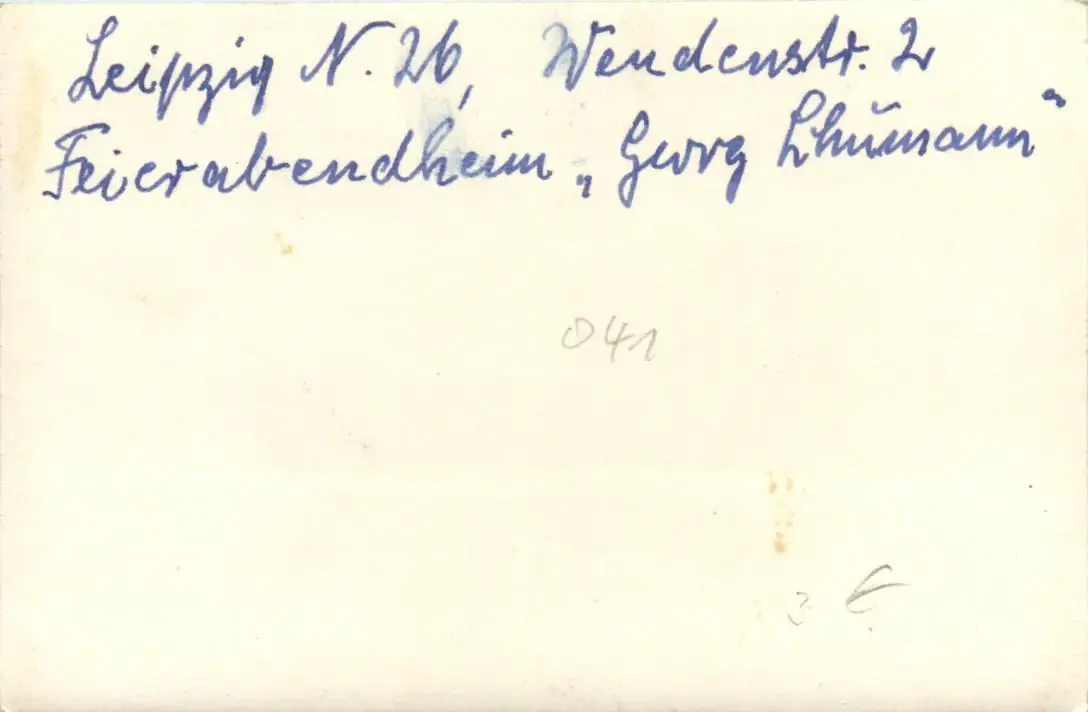 Leipzig N. 26, Wendenstr. 2
Feierabendheim „Georg Schumann"
041
3 €